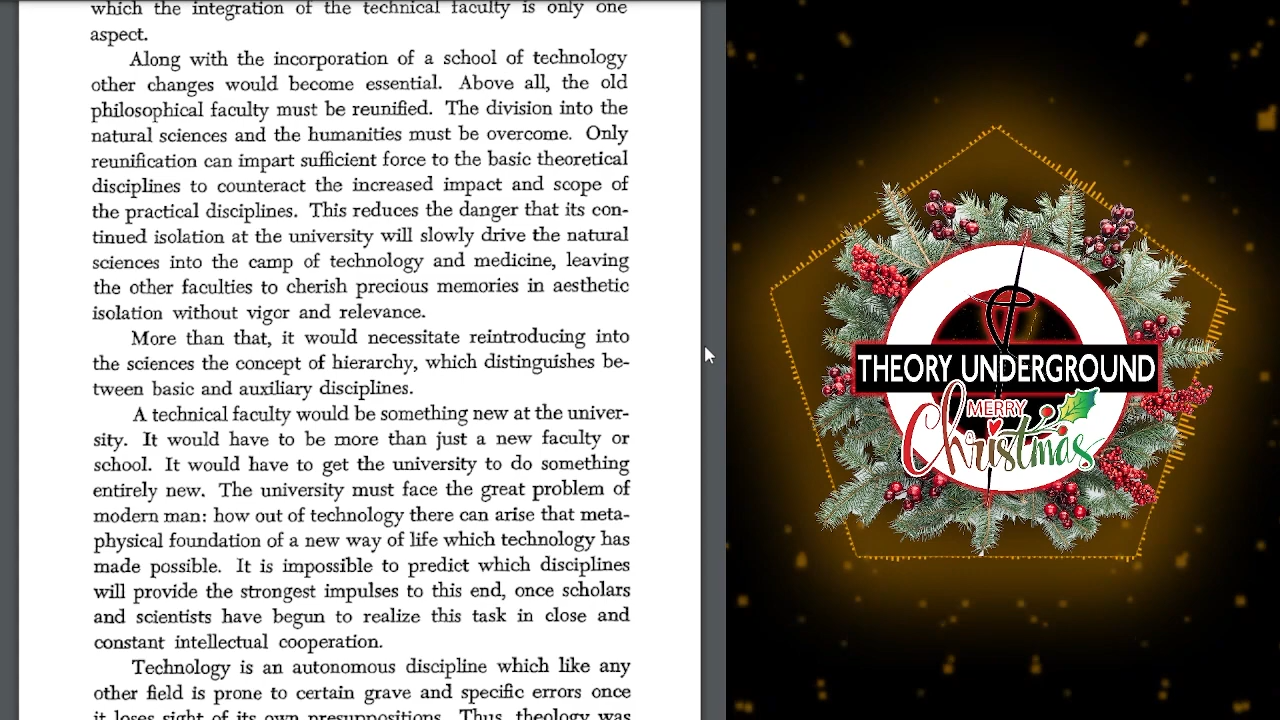 which the integration of the technical faculty is only one
aspect.
Along with the incorporation of a school of technology
other changes would become essential. Above all, the old
philosophical faculty must be reunified. The division into the
natural sciences and the humanities must be overcome. Only
reunification can impart sufficient force to the basic theoretical
disciplines to counteract the increased impact and scope of
the practical disciplines. This reduces the danger that its con-
tinued isolation at the university will slowly drive the natural
sciences into the camp of technology and medicine, leaving
the other faculties to cherish precious memories in aesthetic
isolation without vigor and relevance.
More than that, it would necessitate reintroducing into
the sciences the concept of hierarchy, which distinguishes be-
tween basic and auxiliary disciplines.
A technical faculty would be something new at the univer-
sity. It would have to be more than just a new faculty or
school. It would have to get the university to do something
entirely new. The university must face the great problem of
modern man: how out of technology there can arise that meta-
physical foundation of a new way of life which technology has
made possible. It is impossible to predict which disciplines
will provide the strongest impulses to this end, once scholars
and scientists have begun to realize this task in close and
constant intellectual cooperation.
Technology is an autonomous discipline which like any
other field is prone to certain grave and specific errors once
it loses sight of its own presuppositions. Thus, theology was
THEORY UNDERGROUND
MERRY
Christmas